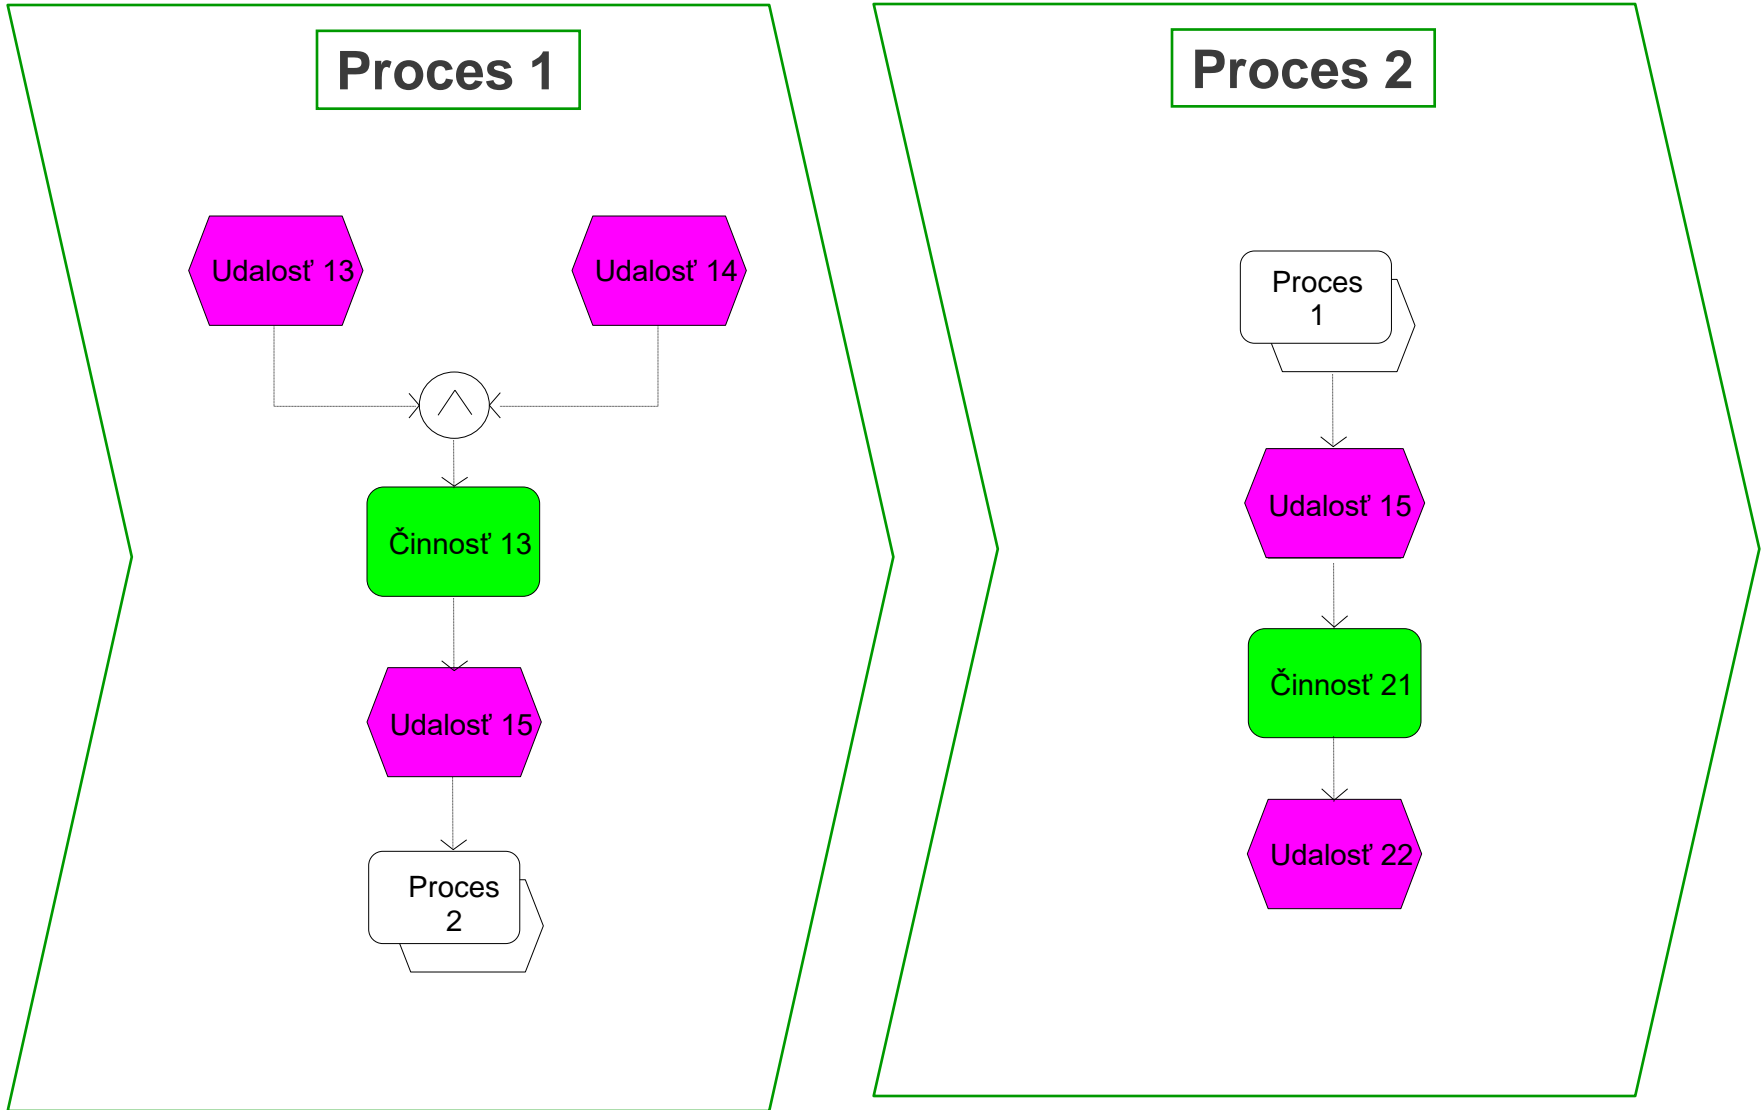 Proces 1
Udalosť 13
Udalosť 14
Činnosť 13
Udalosť 15
Proces
2
Proces 2
Proces
1
Udalosť 15
Činnosť 21
Udalosť 22